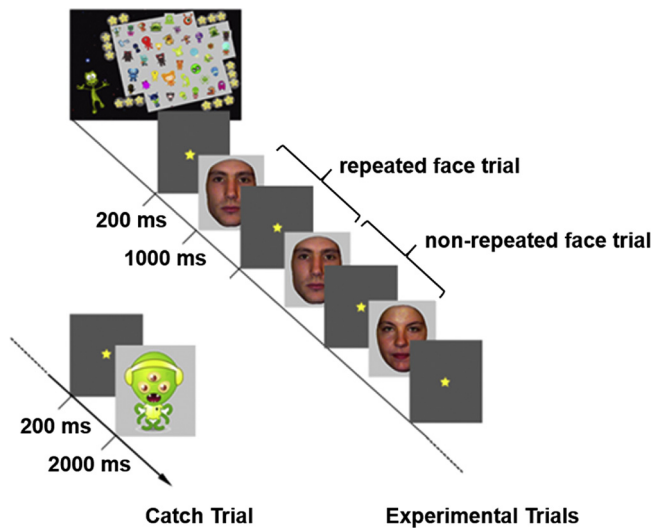 repeated face trial
200 ms
non-repeated face trial
1000 ms
200 ms
2000 ms
Catch Trial
Experimental Trials